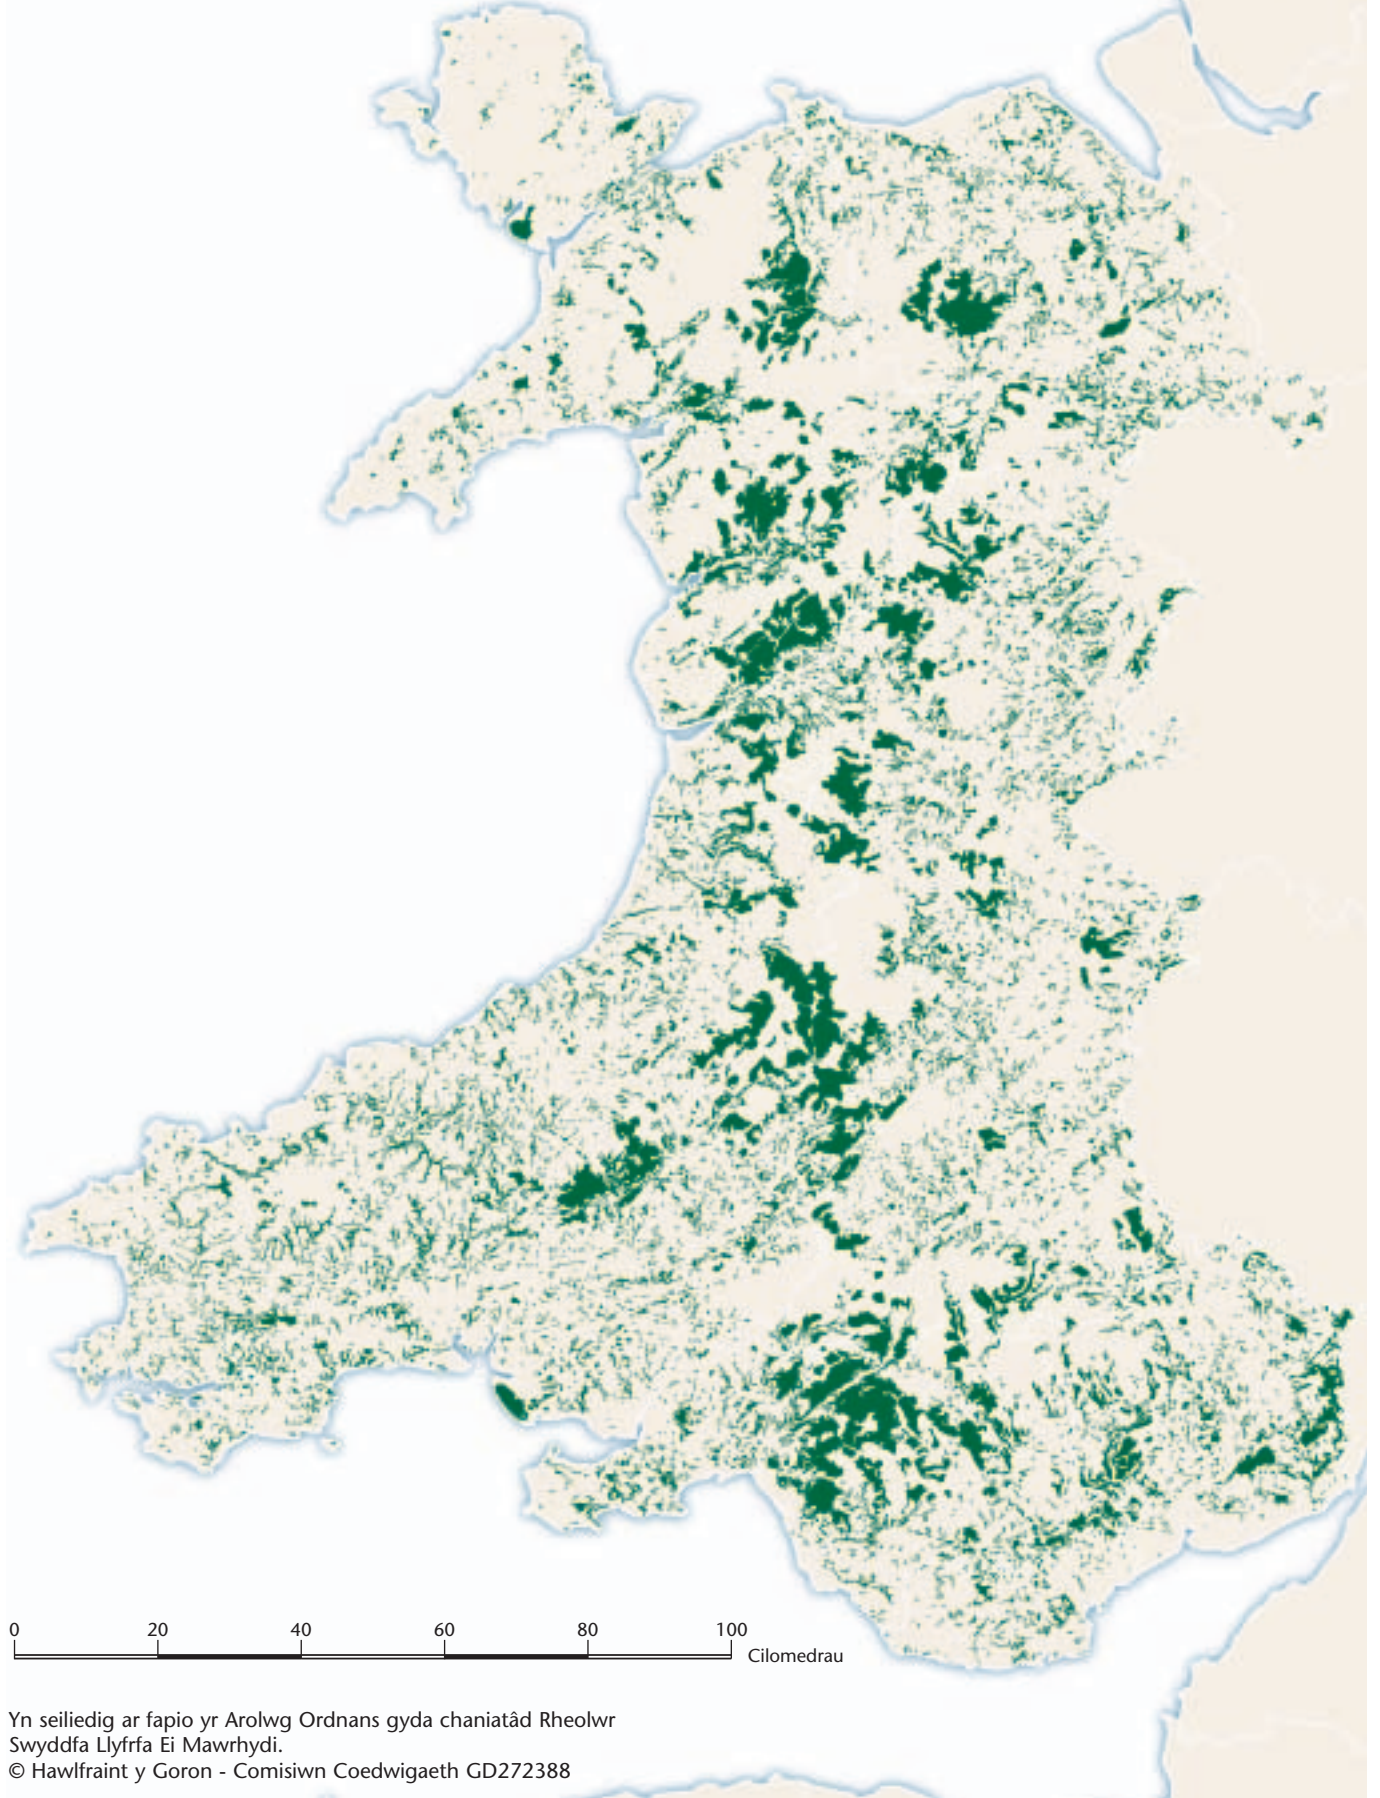 0 20 40 60 80 100
Cilomedrau
Yn seiliedig ar fapio yr Arolwg Ordnans gyda chaniatâd Rheolwr
Swyddfa Llyfrfa Ei Mawrhydi.
© Hawlfraint y Goron - Comisiwn Coedwigaeth GD272388